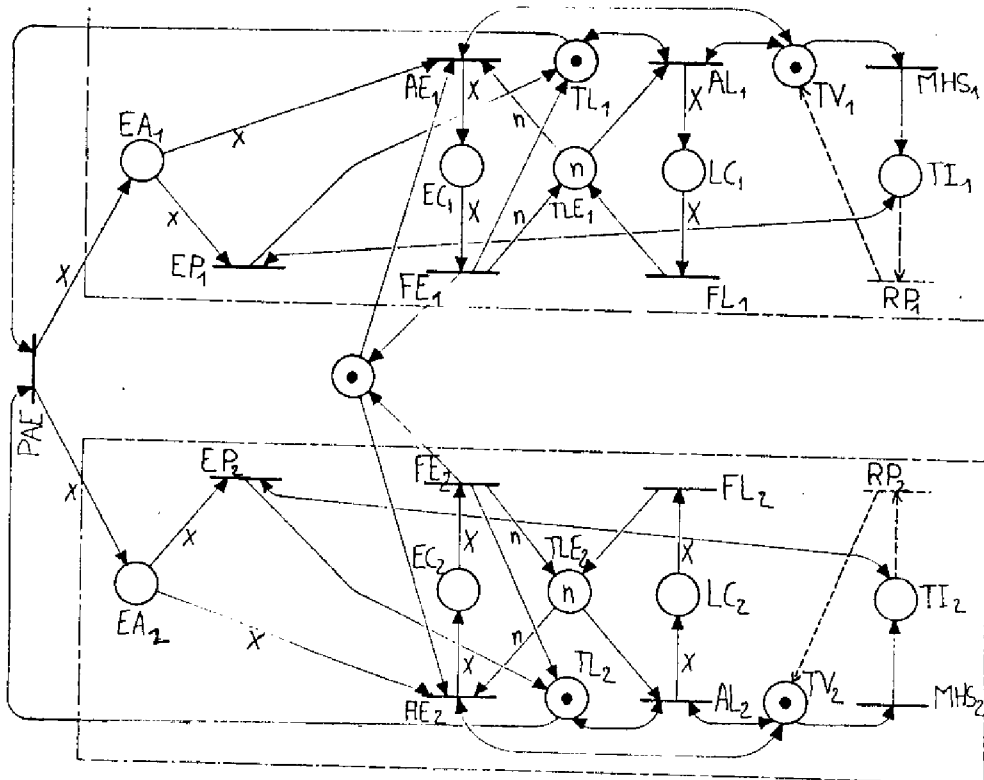 AE₁
TL₁
AL₁
TV₁
MHS₁
X
X
n
EA₁
X
EC₁
n
TLE₁
LC₁
TI₁
X
X
n
X
X
EP₁
FE₁
FL₁
RP₁
PAE
X
EP₂
FE₂
FL₂
RP₂
X
n
TLE₂
X
X
EC₂
n
LC₂
TI₂
EA₂
X
X
n
X
TL₂
TV₂
AE₂
AL₂
MHS₂